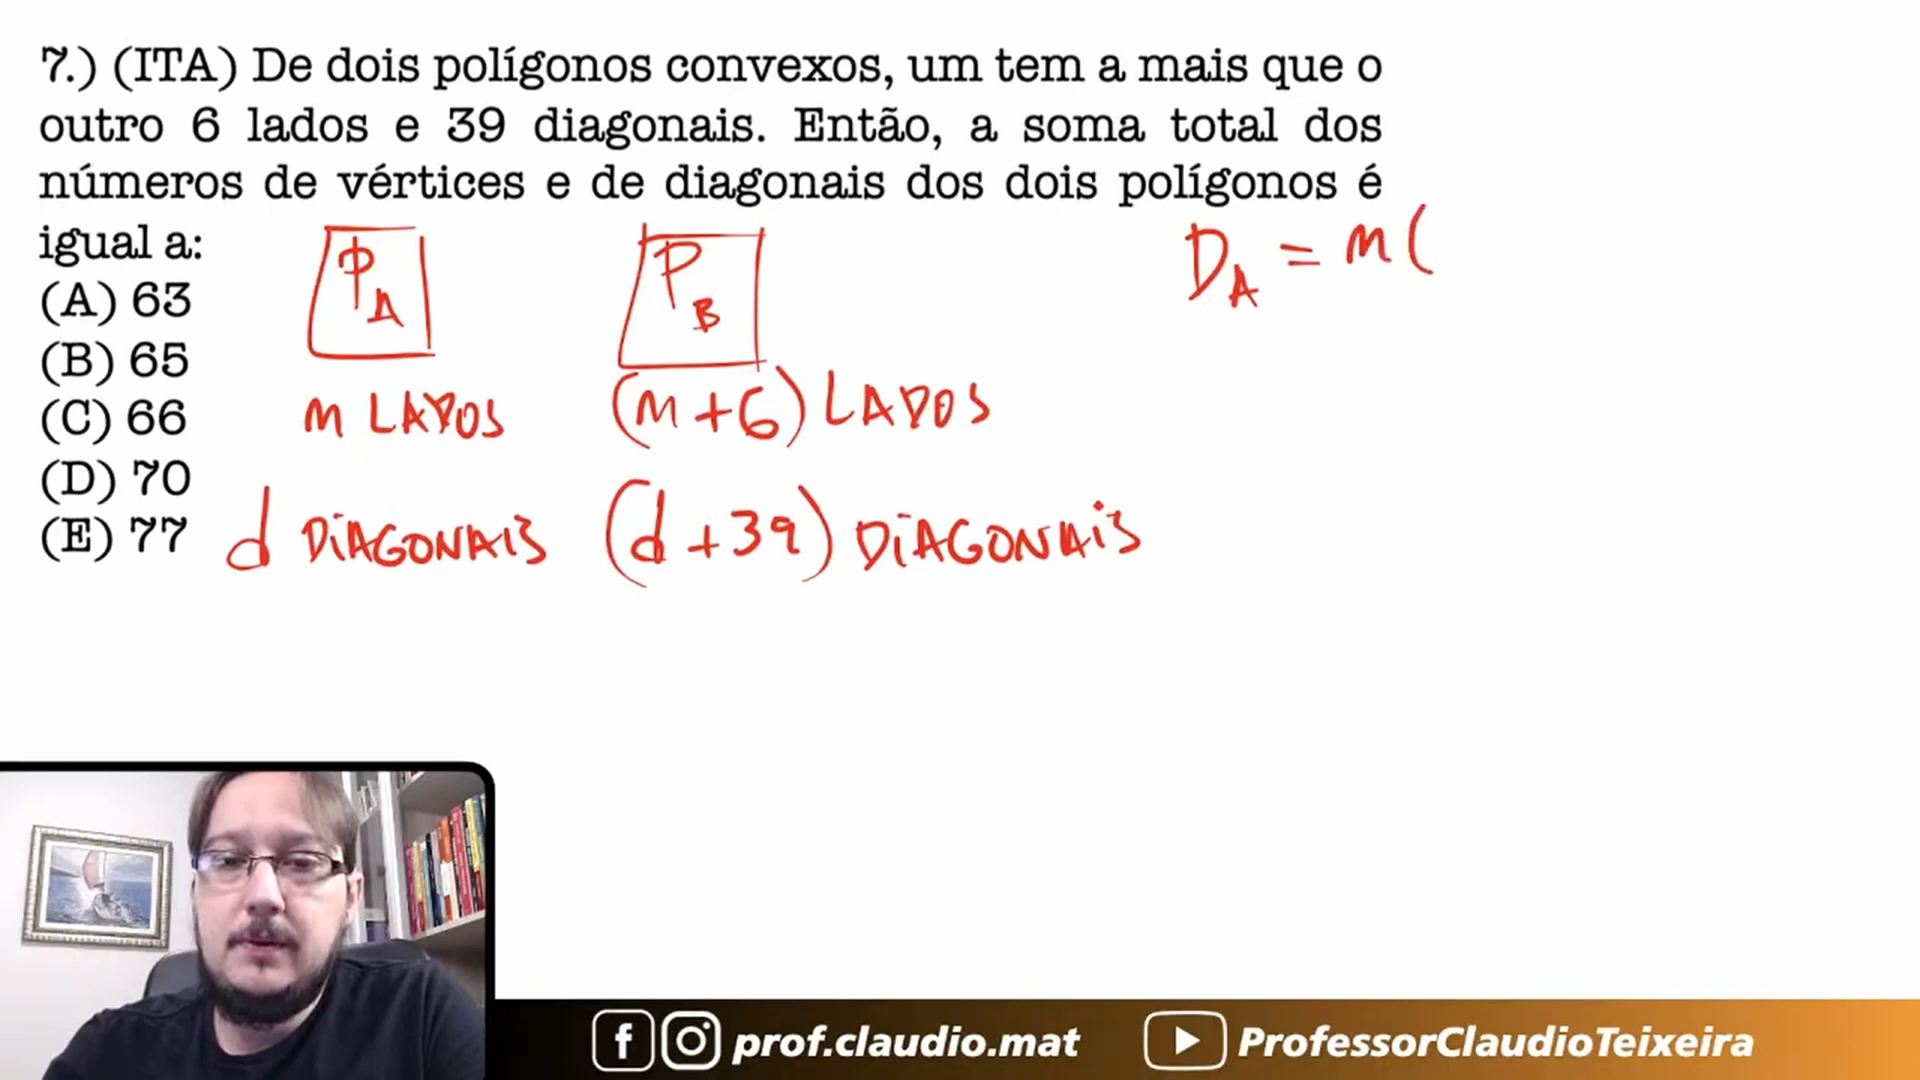 7.) (ITA) De dois polígonos convexos, um tem a mais que o
outro 6 lados e 39 diagonais. Então, a soma total dos
números de vértices e de diagonais dos dois polígonos é
igual a:
(A) 63
(B) 65
(C) 66
(D) 70
(E) 77
P_A
P_B
D_A = n(
n LADOS
(n+6) LADOS
d DIAGONAIS
(d+39) DIAGONAIS
prof.claudio.mat
ProfessorClaudioTeixeira